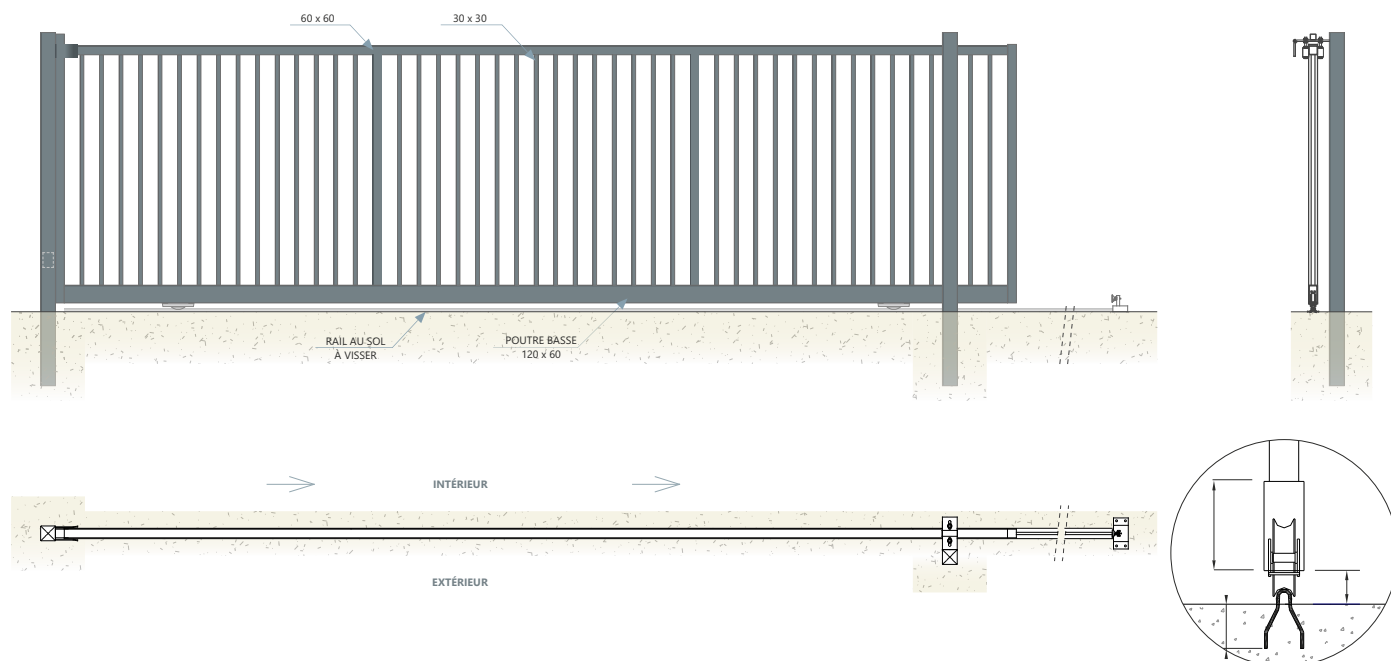 60 x 60
30 x 30
RAIL AU SOL
À VISSER
POUTRE BASSE
120 x 60
INTÉRIEUR
EXTÉRIEUR